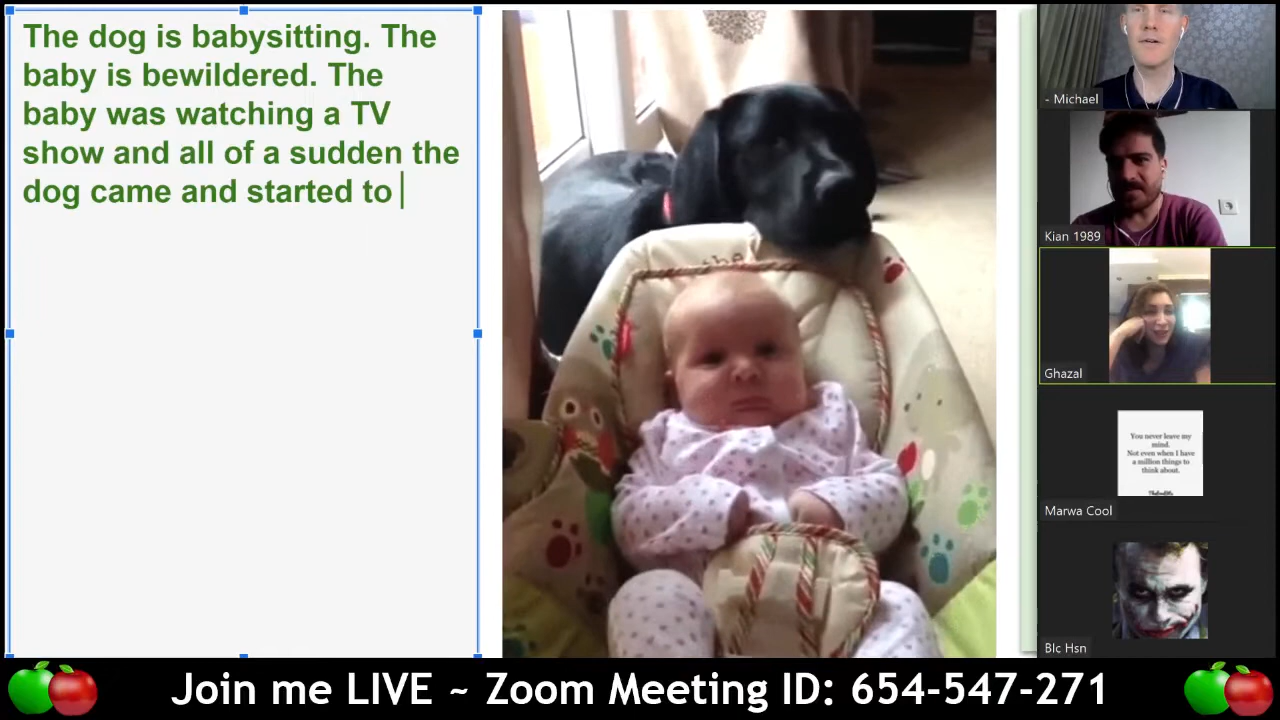 The dog is babysitting. The
baby is bewildered. The
baby was watching a TV
show and all of a sudden the
dog came and started to
the
- Michael
Kian 1989
Ghazal
You never leave my
mind.
Not even when I have
a million things to
think about.
Marwa Cool
Blc Hsn
Join me LIVE ~ Zoom Meeting ID: 654-547-271